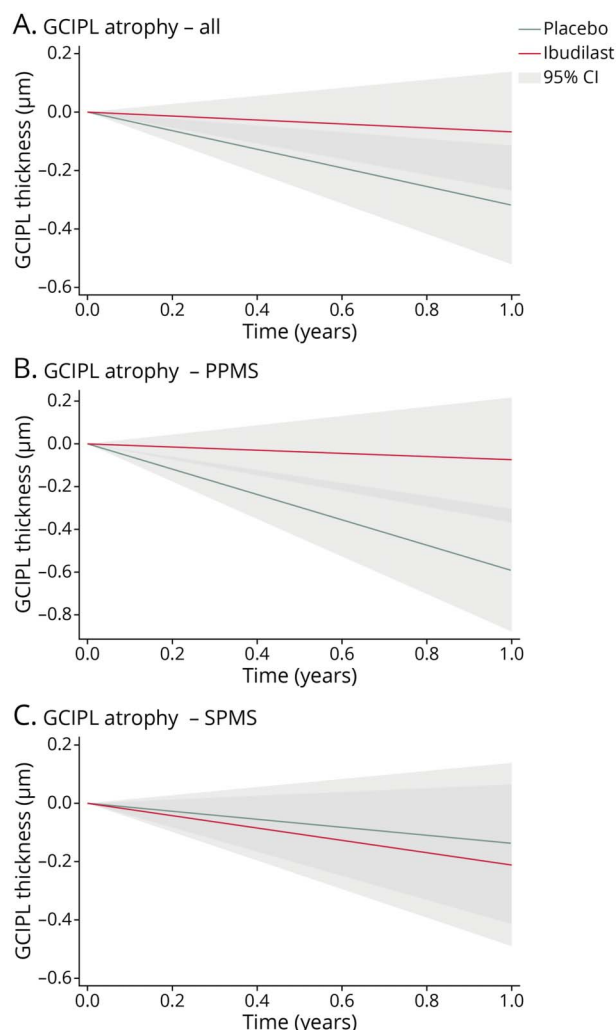 A. GCIPL atrophy – all
Placebo
Ibudilast
95% CI
GCIPL thickness (μm)
0.2
0.0
–0.2
–0.4
–0.6
0.0 0.2 0.4 0.6 0.8 1.0
Time (years)
B. GCIPL atrophy – PPMS
GCIPL thickness (μm)
0.2
0.0
–0.2
–0.4
–0.6
–0.8
0.0 0.2 0.4 0.6 0.8 1.0
Time (years)
C. GCIPL atrophy – SPMS
GCIPL thickness (μm)
0.2
0.0
–0.2
–0.4
–0.6
0.0 0.2 0.4 0.6 0.8 1.0
Time (years)